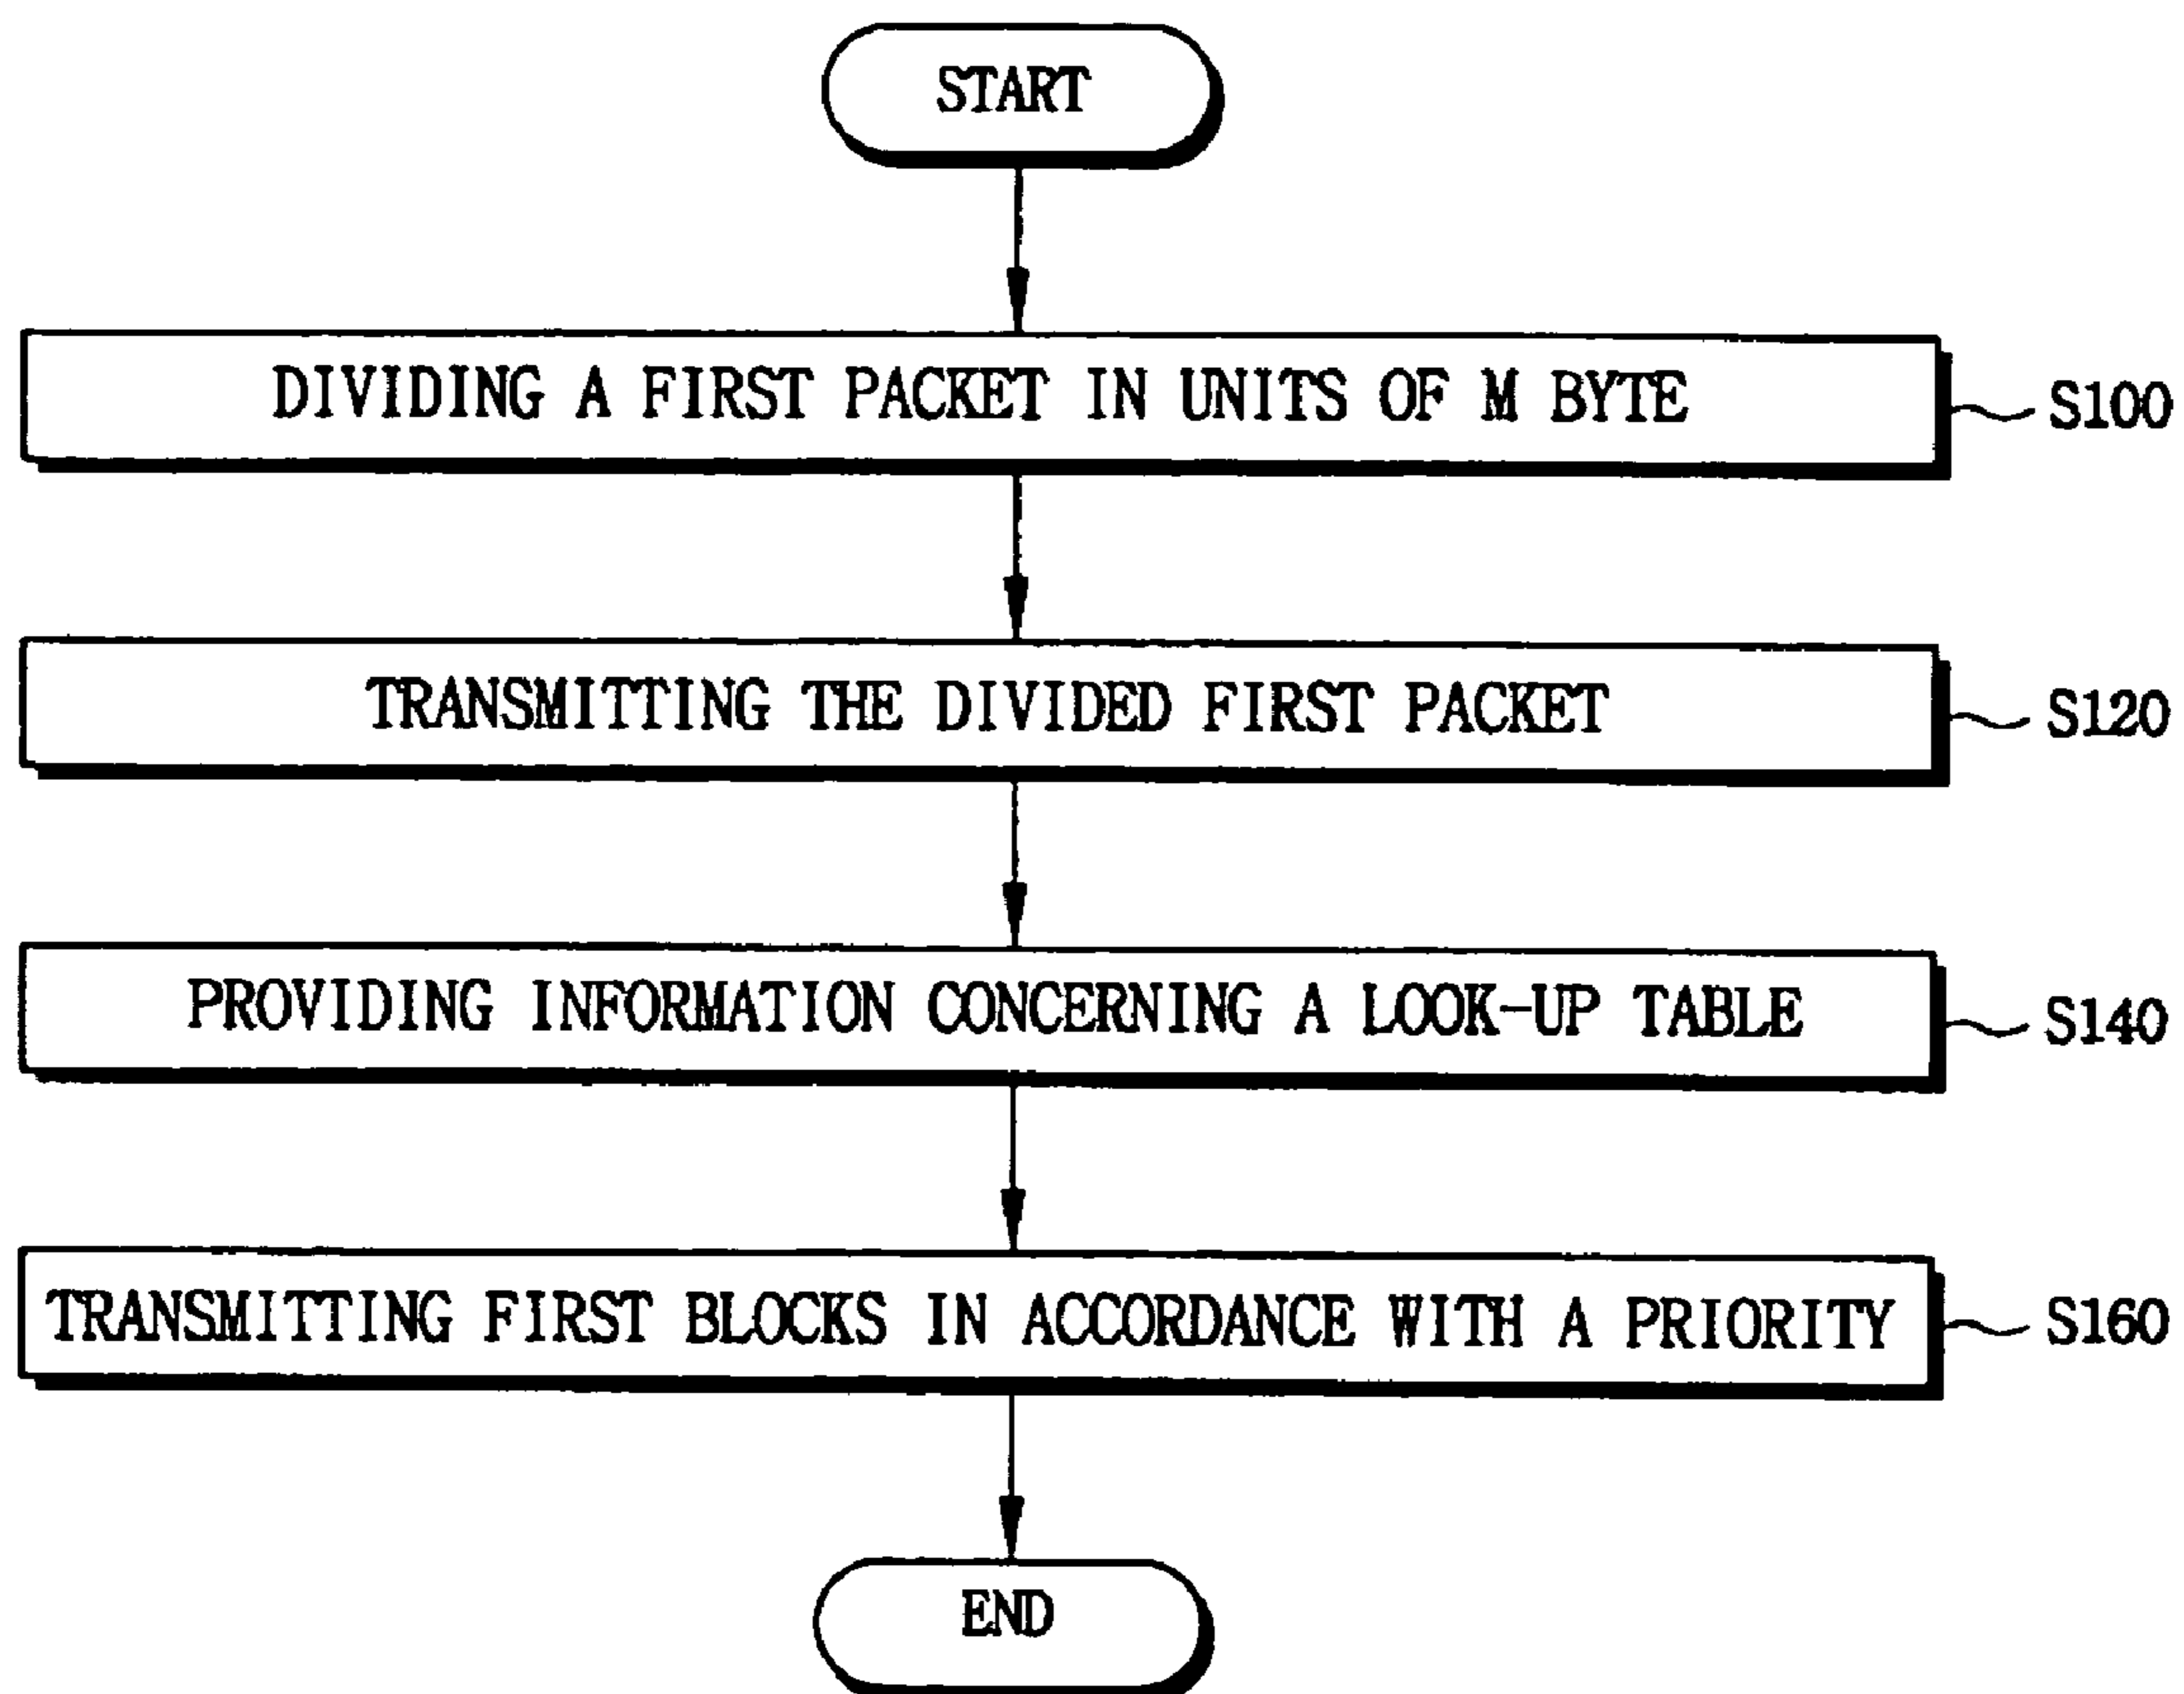 START
DIVIDING A FIRST PACKET IN UNITS OF M BYTE
S100
TRANSMITTING THE DIVIDED FIRST PACKET
S120
PROVIDING INFORMATION CONCERNING A LOOK-UP TABLE
S140
TRANSMITTING FIRST BLOCKS IN ACCORDANCE WITH A PRIORITY
S160
END